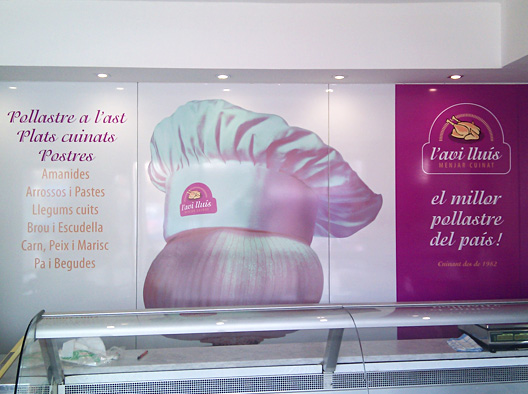 Pollastre a l'ast
Plats cuinats
Postres
Amanides
Arrossos i Pastes
Llegums cuits
Brou i Escudella
Carn, Peix i Marisc
Pa i Begudes
l'avi lluís
l'avi lluís
MENJAR CUINAT
el millor
pollastre
del país!
Cuinant des de 1962